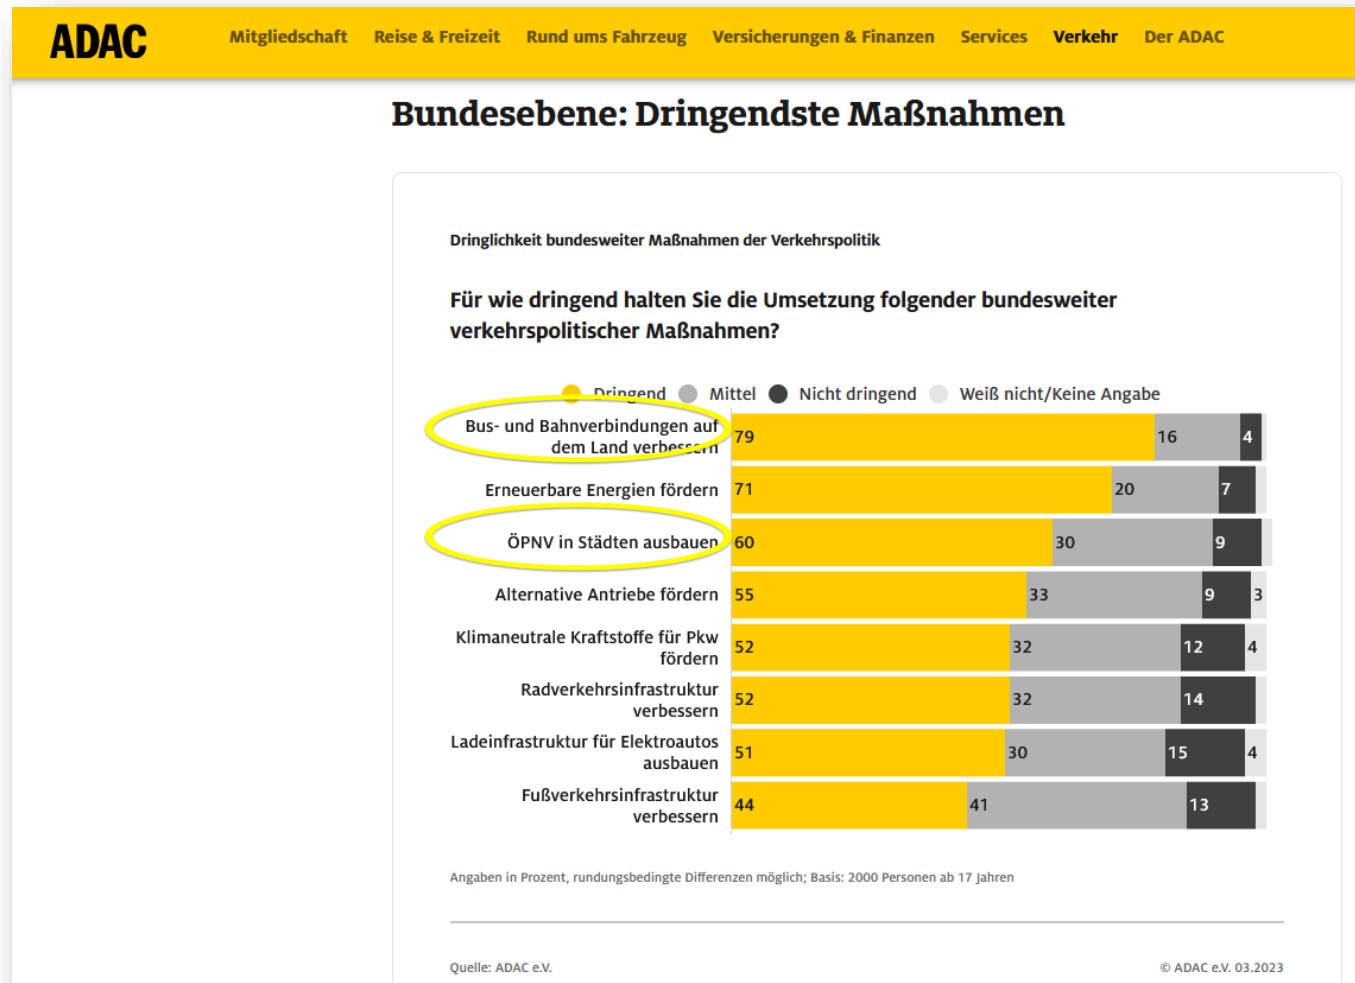 ADAC
Mitgliedschaft Reise & Freizeit Rund ums Fahrzeug Versicherungen & Finanzen Services Verkehr Der ADAC
Bundesebene: Dringendste Maßnahmen
Dringlichkeit bundesweiter Maßnahmen der Verkehrspolitik
Für wie dringend halten Sie die Umsetzung folgender bundesweiter
verkehrspolitischer Maßnahmen?
Dringend Mittel Nicht dringend Weiß nicht/Keine Angabe
Bus- und Bahnverbindungen auf
dem Land verbessern
79 16 4
Erneuerbare Energien fördern 71 20 7
ÖPNV in Städten ausbauen 60 30 9
Alternative Antriebe fördern 55 33 9 3
Klimaneutrale Kraftstoffe für Pkw
fördern
52 32 12 4
Radverkehrsinfrastruktur
verbessern
52 32 14
Ladeinfrastruktur für Elektroautos
ausbauen
51 30 15 4
Fußverkehrsinfrastruktur
verbessern
44 41 13
Angaben in Prozent, rundungsbedingte Differenzen möglich; Basis: 2000 Personen ab 17 Jahren
Quelle: ADAC e.V. © ADAC e.V. 03.2023